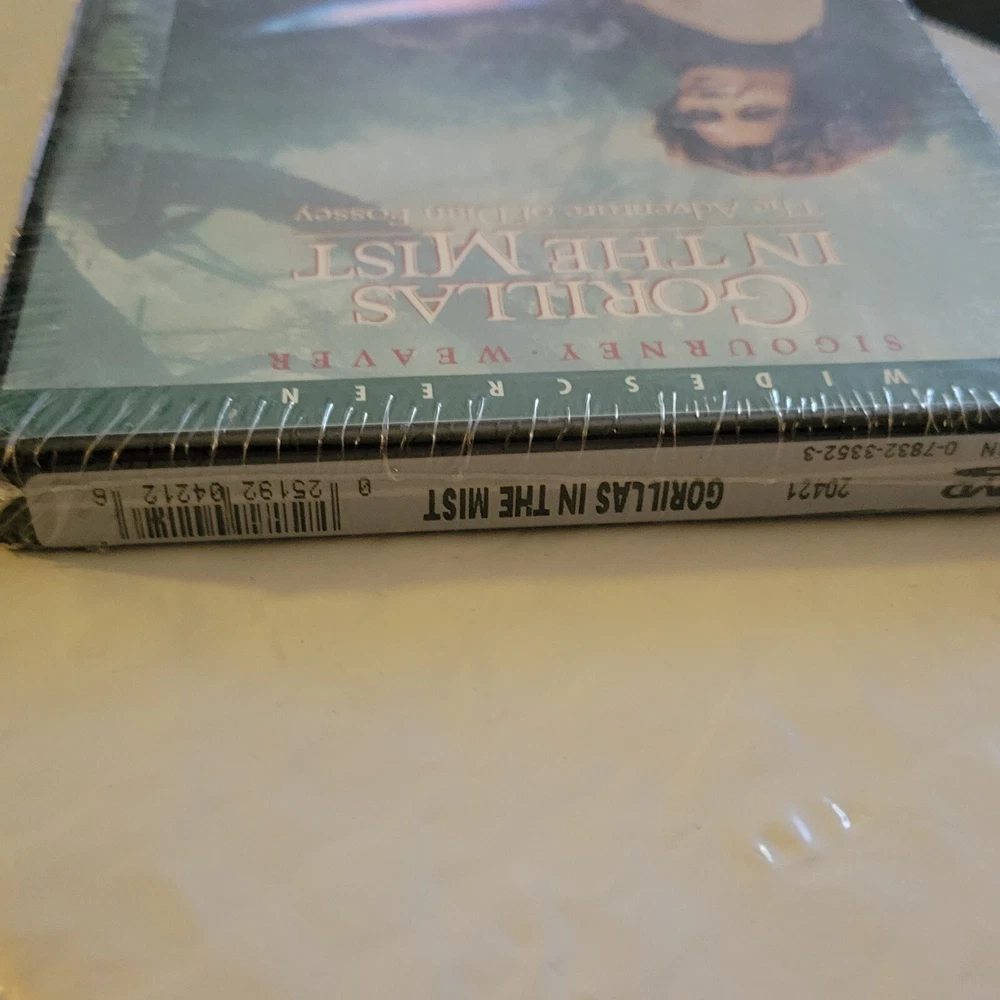 WIDESCREEN
SIGOURNEY · WEAVER
GORILLAS
IN THE MIST
The Adventure of Dian Fossey
0-7832-3352-3
DVD 20421 GORILLAS IN THE MIST 0 25192 04212 6